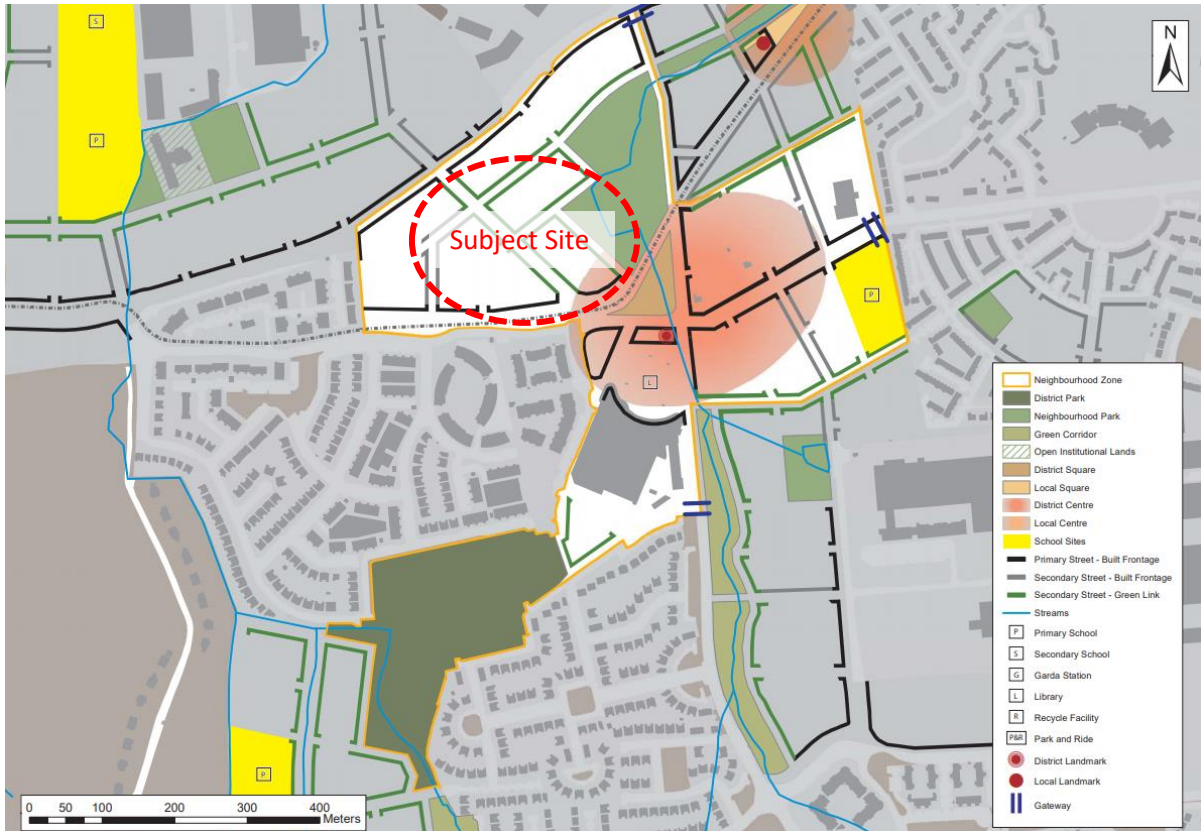 S
N
P
Subject Site
P
L
P
Neighbourhood Zone
District Park
Neighbourhood Park
Green Corridor
Open Institutional Lands
District Square
Local Square
District Centre
Local Centre
School Sites
Primary Street - Built Frontage
Secondary Street - Built Frontage
Secondary Street - Green Link
Streams
P Primary School
S Secondary School
G Garda Station
L Library
R Recycle Facility
P&R Park and Ride
District Landmark
Local Landmark
Gateway
0 50 100 200 300 400
Meters